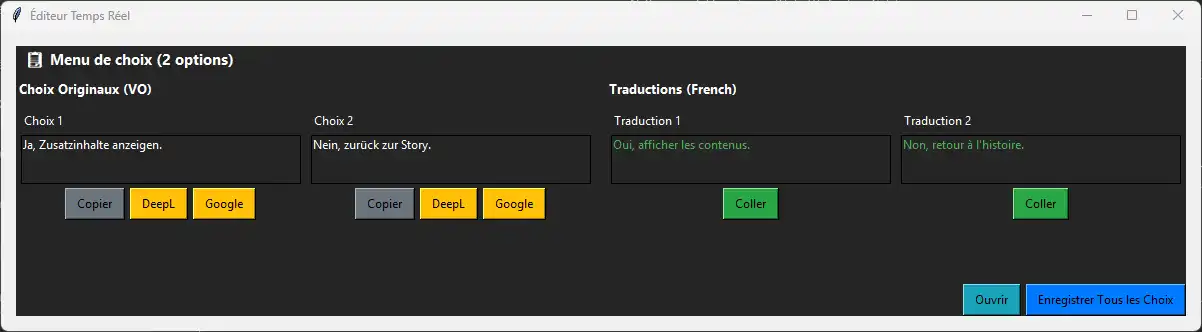 Éditeur Temps Réel
Menu de choix (2 options)
Choix Originaux (VO)
Traductions (French)
Choix 1
Choix 2
Traduction 1
Traduction 2
Ja, Zusatzinhalte anzeigen.
Nein, zurück zur Story.
Oui, afficher les contenus.
Non, retour à l'histoire.
Copier
DeepL
Google
Copier
DeepL
Google
Coller
Coller
Ouvrir
Enregistrer Tous les Choix